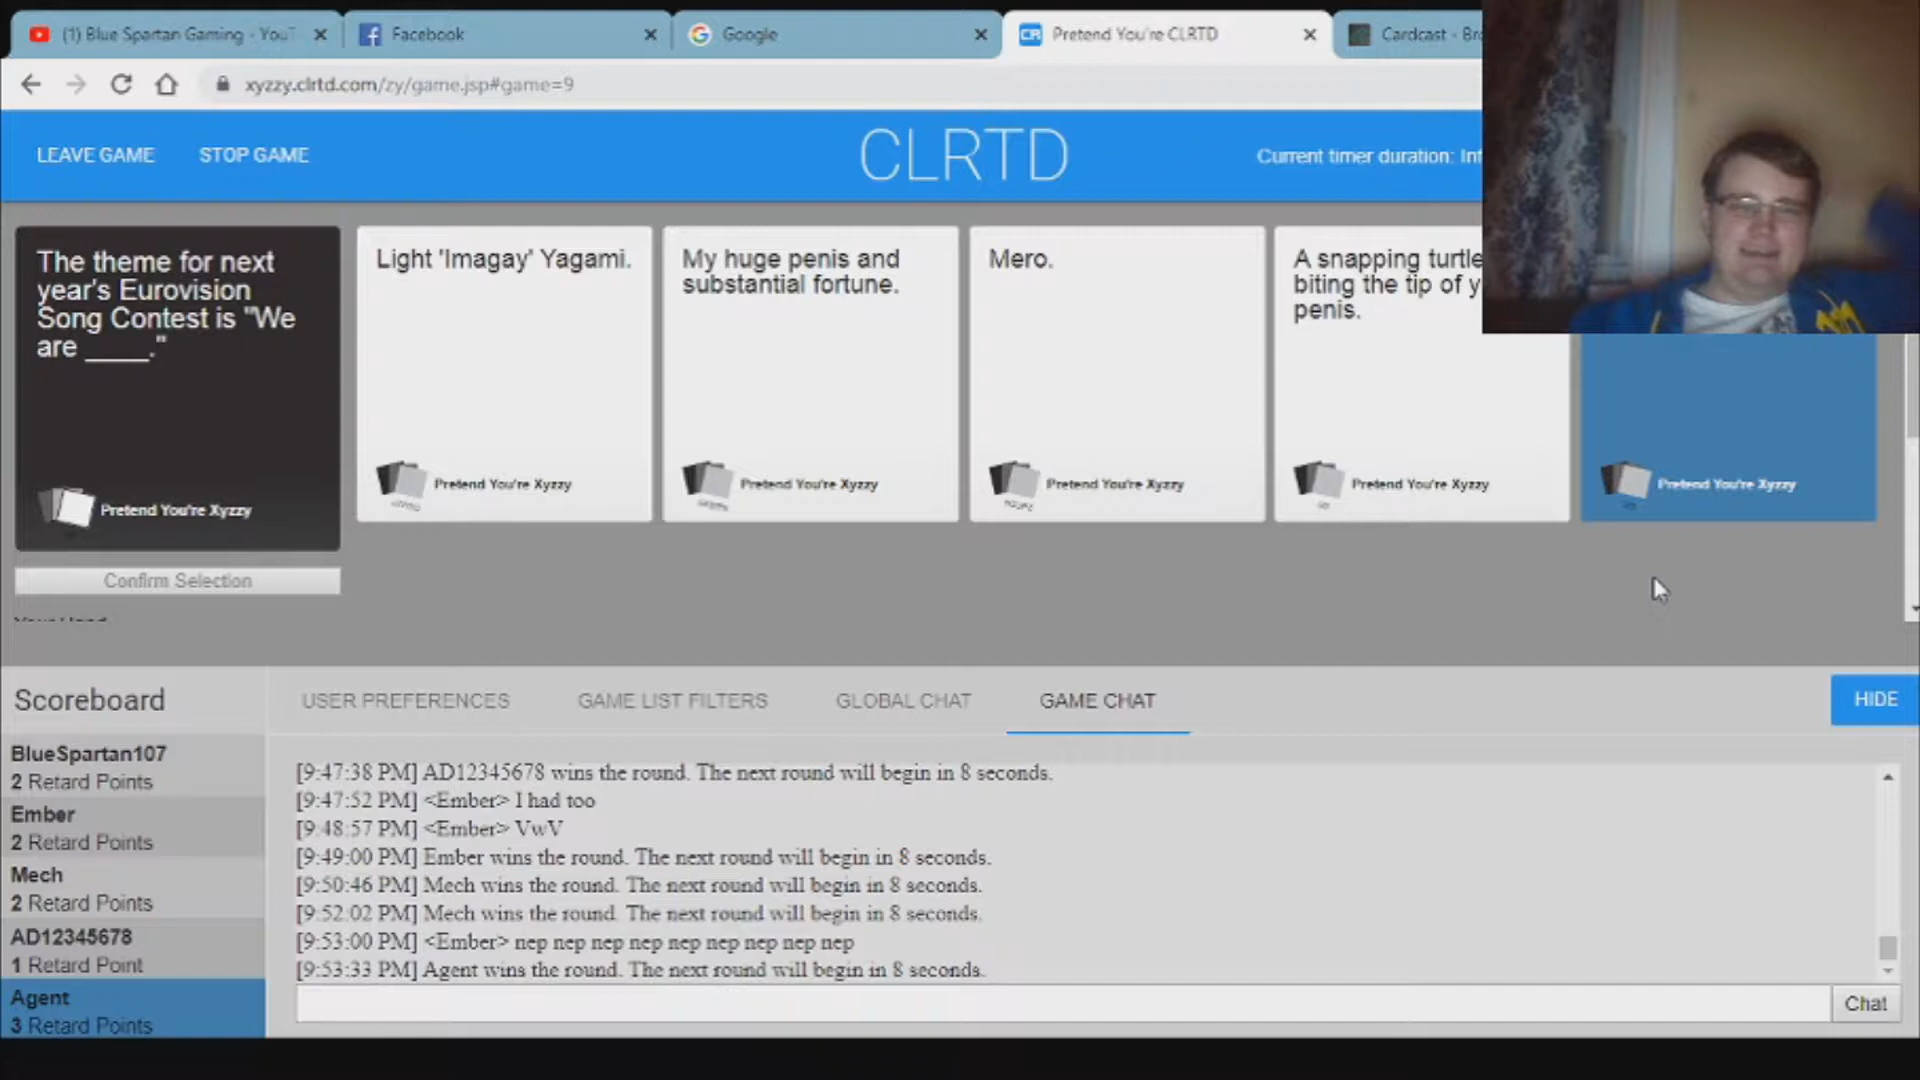 (1) Blue Spartan Gaming - YouT
Facebook
Google
Pretend You're CLRTD
Cardcast - Bro
xyzzy.clrtd.com/zy/game.jsp#game=9
LEAVE GAME
STOP GAME
CLRTD
Current timer duration: Inf
The theme for next
year's Eurovision
Song Contest is "We
are ____."
Pretend You're Xyzzy
Light 'Imagay' Yagami.
Pretend You're Xyzzy
My huge penis and
substantial fortune.
Pretend You're Xyzzy
Mero.
Pretend You're Xyzzy
A snapping turtle
biting the tip of y
penis.
Pretend You're Xyzzy
Pretend You're Xyzzy
Confirm Selection
Your Hand
Scoreboard
BlueSpartan107
2 Retard Points
Ember
2 Retard Points
Mech
2 Retard Points
AD12345678
1 Retard Point
Agent
3 Retard Points
USER PREFERENCES
GAME LIST FILTERS
GLOBAL CHAT
GAME CHAT
HIDE
[9:47:38 PM] AD12345678 wins the round. The next round will begin in 8 seconds.
[9:47:52 PM] <Ember> I had too
[9:48:57 PM] <Ember> VwV
[9:49:00 PM] Ember wins the round. The next round will begin in 8 seconds.
[9:50:46 PM] Mech wins the round. The next round will begin in 8 seconds.
[9:52:02 PM] Mech wins the round. The next round will begin in 8 seconds.
[9:53:00 PM] <Ember> nep nep nep nep nep nep nep nep nep
[9:53:33 PM] Agent wins the round. The next round will begin in 8 seconds.
Chat